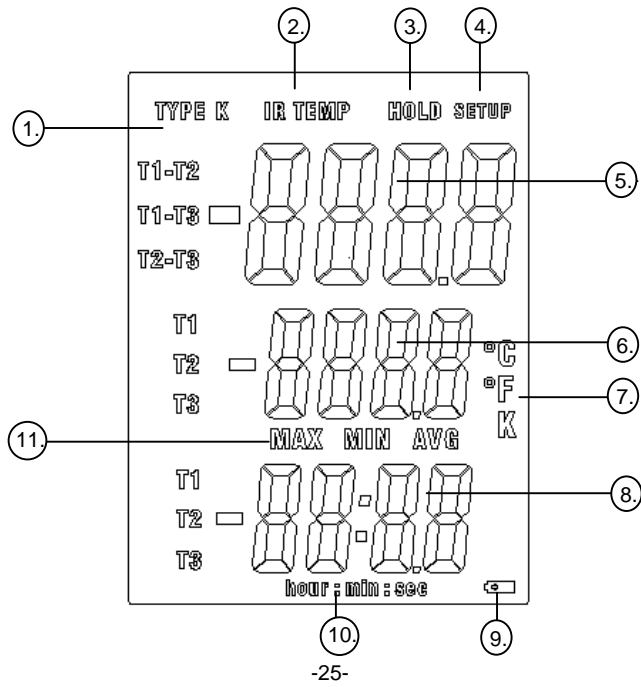 2. 3. 4.
TYPE K IR TEMP HOLD SETUP
1.
T1-T2
5.
T1-T3
T2-T3
T1
6.
°C
T2
°F
7.
T3
K
11.
MAX MIN AVG
T1
8.
T2
T3
hour : min : sec
10.
9.
-25-